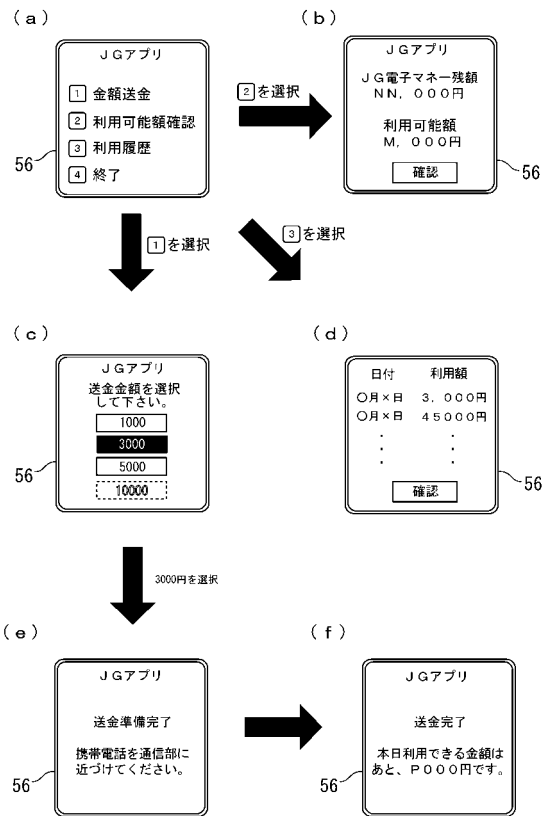 (a)
JGアプリ
1 金額送金
2 利用可能額確認
3 利用履歴
4 終了
56
2を選択
(b)
JGアプリ
JG電子マネー残額
NN,000円
利用可能額
M,000円
確認
56
1を選択
3を選択
(c)
JGアプリ
送金金額を選択
して下さい。
1000
3000
5000
10000
56
(d)
日付 利用額
○月×日 3,000円
○月×日 45000円
・ ・
・ ・
・ ・
確認
56
3000円を選択
(e)
JGアプリ
送金準備完了
携帯電話を通信部に
近づけてください。
56
(f)
JGアプリ
送金完了
本日利用できる金額は
あと、P000円です。
56